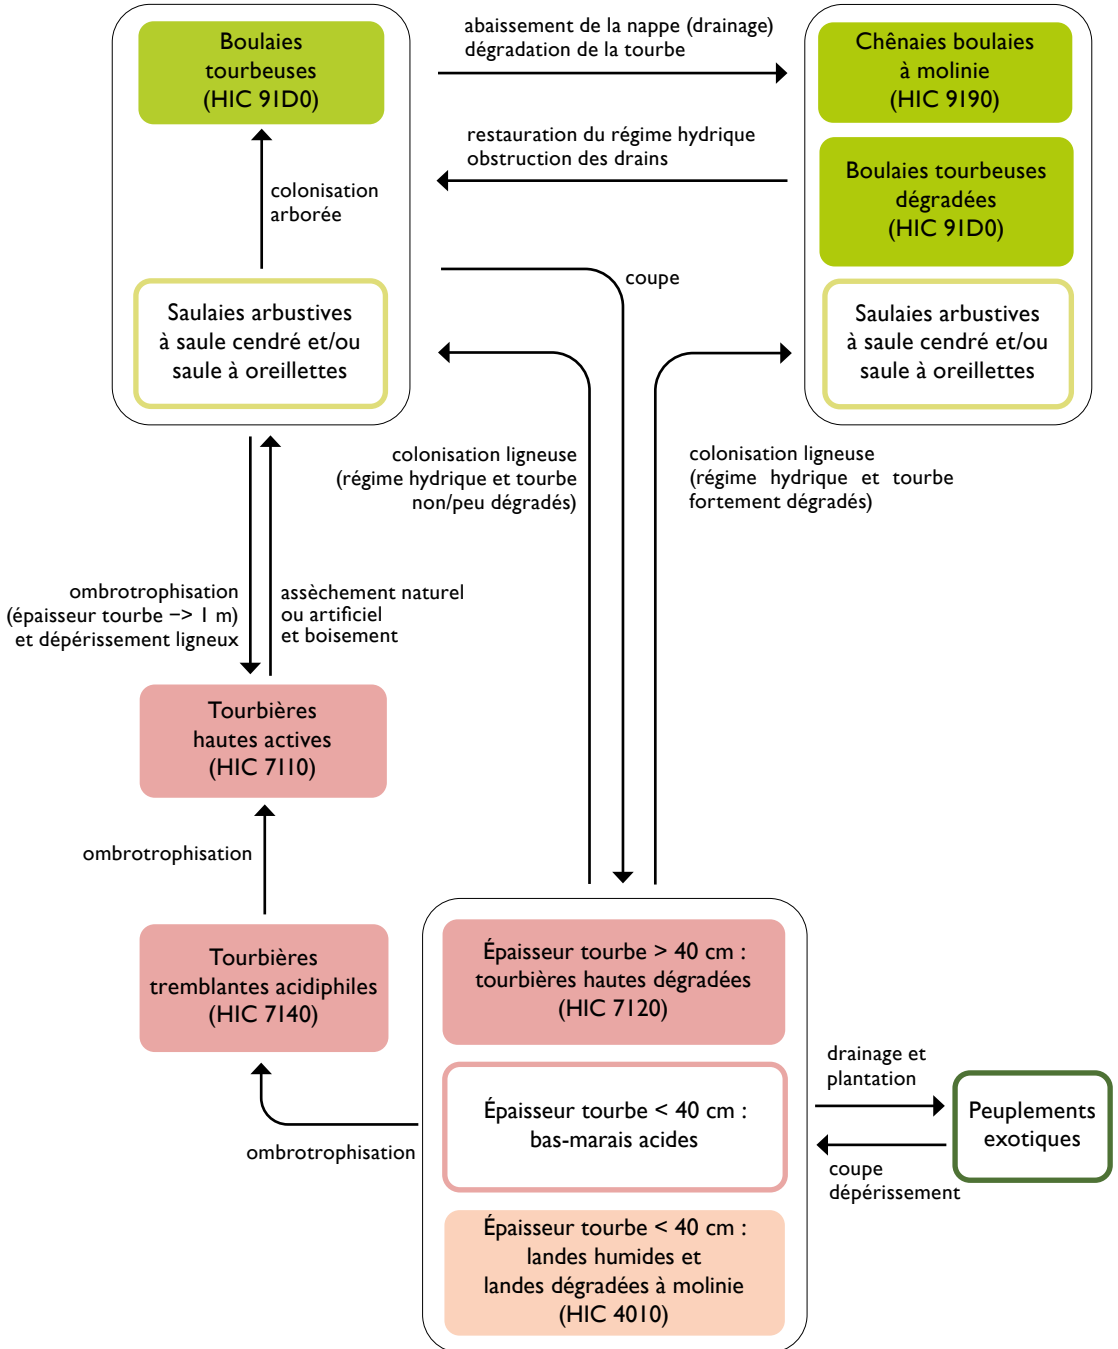 Boulaies
tourbeuses
(HIC 91D0)
abaissement de la nappe (drainage)
dégradation de la tourbe
Chênaies boulaies
à molinie
(HIC 9190)
restauration du régime hydrique
obstruction des drains
Boulaies tourbeuses
dégradées
(HIC 91D0)
colonisation
arborée
coupe
Saulaies arbustives
à saule cendré et/ou
saule à oreillettes
Saulaies arbustives
à saule cendré et/ou
saule à oreillettes
colonisation ligneuse
(régime hydrique et tourbe
non/peu dégradés)
colonisation ligneuse
(régime hydrique et tourbe
fortement dégradés)
ombrotrophisation
(épaisseur tourbe −> 1 m)
et dépérissement ligneux
assèchement naturel
ou artificiel
et boisement
Tourbières
hautes actives
(HIC 7110)
ombrotrophisation
Tourbières
tremblantes acidiphiles
(HIC 7140)
Épaisseur tourbe > 40 cm :
tourbières hautes dégradées
(HIC 7120)
ombrotrophisation
Épaisseur tourbe < 40 cm :
bas-marais acides
drainage et
plantation
Peuplements
exotiques
coupe
dépérissement
Épaisseur tourbe < 40 cm :
landes humides et
landes dégradées à molinie
(HIC 4010)